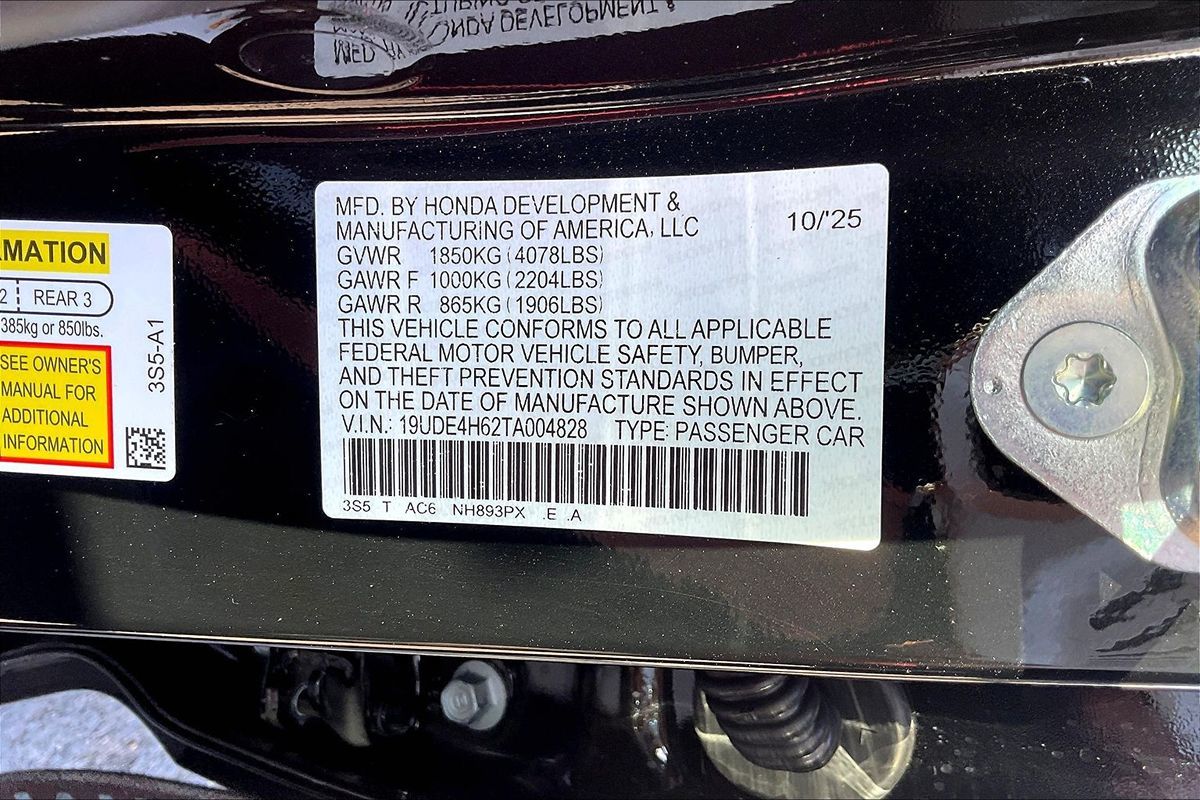 RMATION
2 REAR 3
385kg or 850lbs.
SEE OWNER'S
MANUAL FOR
ADDITIONAL
INFORMATION
3S5-A1
MFD. BY HONDA DEVELOPMENT &
MANUFACTURING OF AMERICA, LLC 10/'25
GVWR 1850KG (4078LBS)
GAWR F 1000KG (2204LBS)
GAWR R 865KG (1906LBS)
THIS VEHICLE CONFORMS TO ALL APPLICABLE
FEDERAL MOTOR VEHICLE SAFETY, BUMPER,
AND THEFT PREVENTION STANDARDS IN EFFECT
ON THE DATE OF MANUFACTURE SHOWN ABOVE.
V.I.N.: 19UDE4H62TA004828 TYPE: PASSENGER CAR
3S5 T AC6 NH893PX .E .A